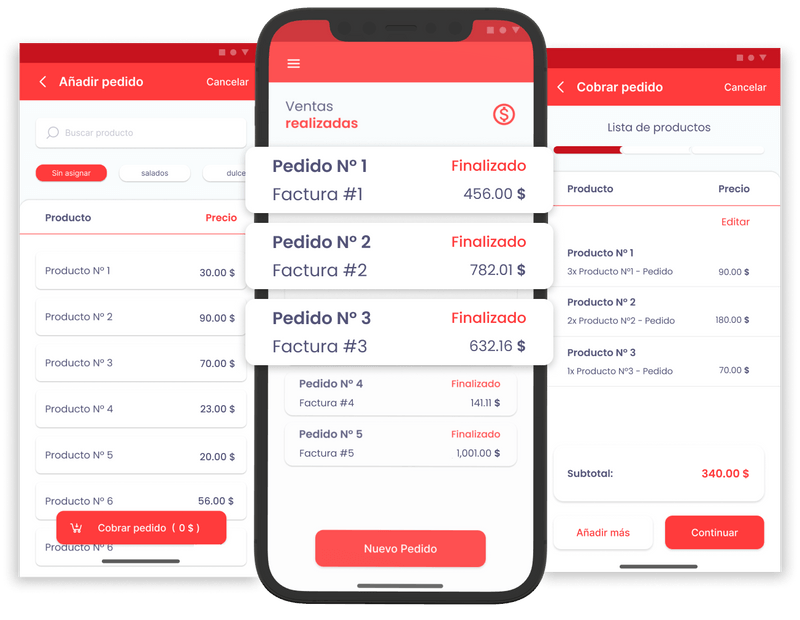 Añadir pedido
Cancelar
Buscar producto
Sin asignar
salados
dulce
Producto
Precio
Producto Nº 1
30.00 $
Producto Nº 2
90.00 $
Producto Nº 3
70.00 $
Producto Nº 4
23.00 $
Producto Nº 5
20.00 $
Producto Nº 6
56.00 $
Cobrar pedido ( 0 $ )
Producto Nº 6
Ventas
realizadas
Pedido Nº 1
Finalizado
Factura #1
456.00 $
Pedido Nº 2
Finalizado
Factura #2
782.01 $
Pedido Nº 3
Finalizado
Factura #3
632.16 $
Pedido Nº 4
Finalizado
Factura #4
141.11 $
Pedido Nº 5
Finalizado
Factura #5
1,001.00 $
Nuevo Pedido
Cobrar pedido
Cancelar
Lista de productos
Producto
Precio
Editar
Producto Nº 1
3x Producto Nº1 - Pedido
90.00 $
Producto Nº 2
2x Producto Nº2 - Pedido
180.00 $
Producto Nº 3
1x Producto Nº3 - Pedido
70.00 $
Subtotal:
340.00 $
Añadir más
Continuar